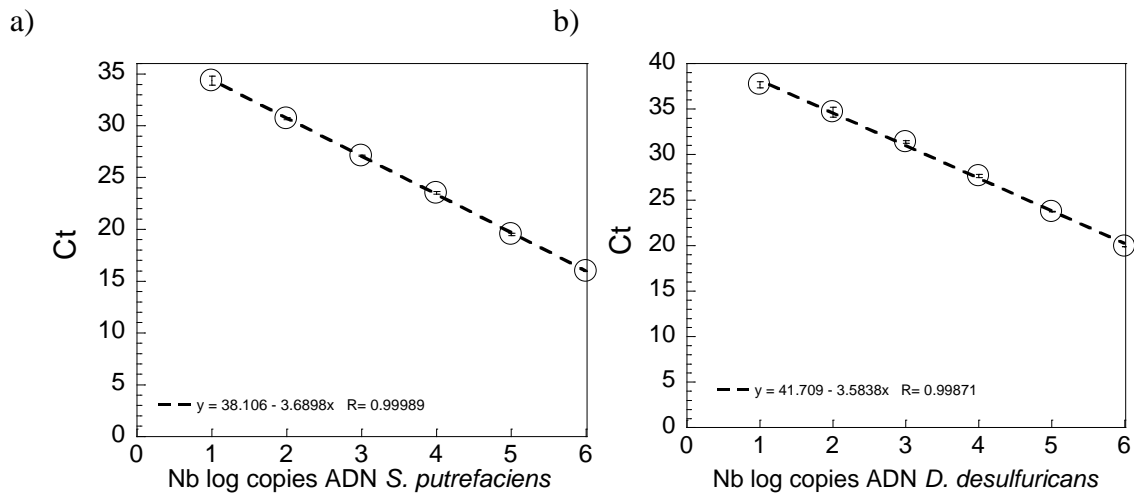 a)
35
30
25
20
15
10
5
0
Ct
y = 38.106 - 3.6898x R= 0.99989
0 1 2 3 4 5 6
Nb log copies ADN S. putrefaciens
b)
40
35
30
25
20
15
10
5
0
Ct
y = 41.709 - 3.5838x R= 0.99871
0 1 2 3 4 5 6
Nb log copies ADN D. desulfuricans